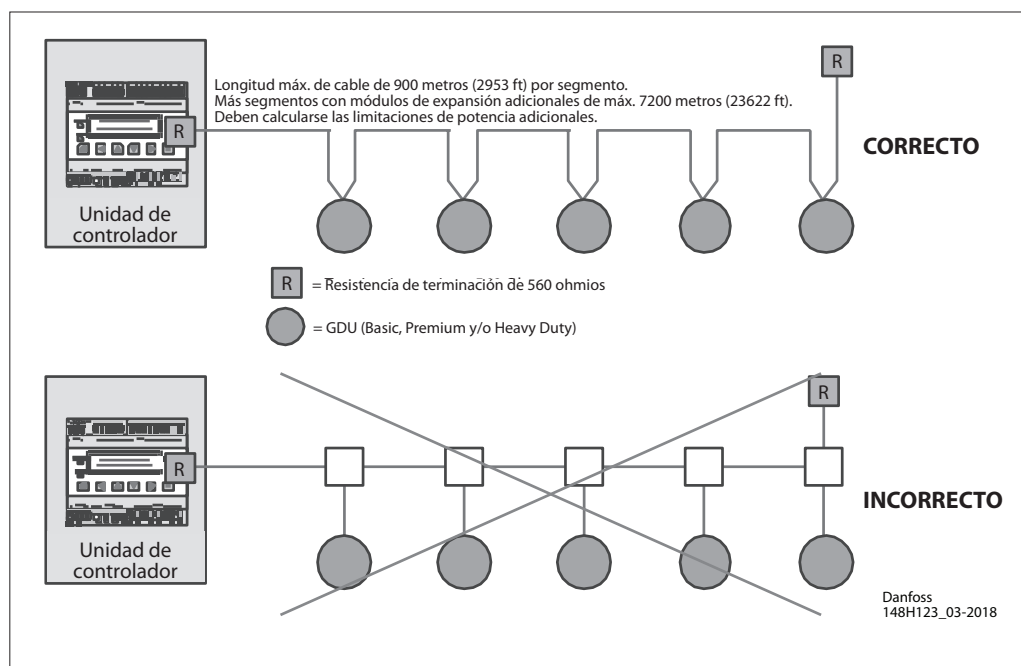 Longitud máx. de cable de 900 metros (2953 ft) por segmento.
Más segmentos con módulos de expansión adicionales de máx. 7200 metros (23622 ft).
Deben calcularse las limitaciones de potencia adicionales.
R
R
CORRECTO
Unidad de
controlador
R
= Resistencia de terminación de 560 ohmios
= GDU (Basic, Premium y/o Heavy Duty)
R
R
INCORRECTO
Unidad de
controlador
Danfoss
148H123_03-2018